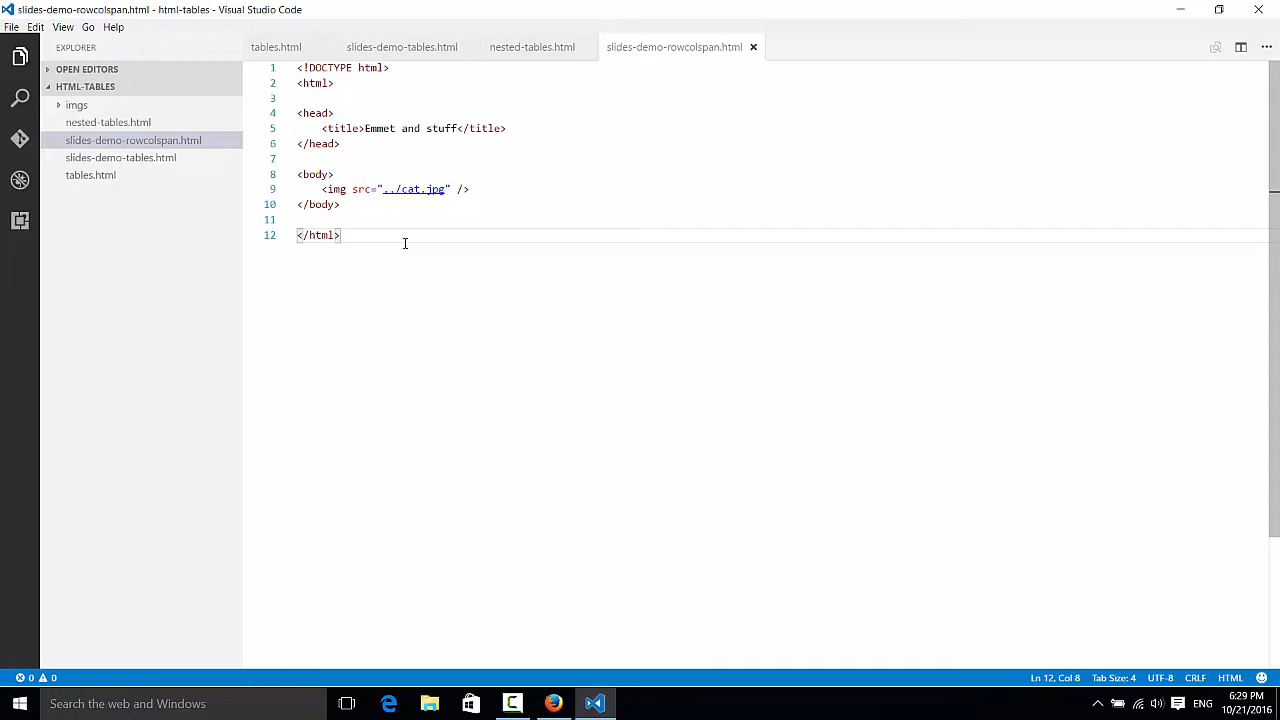 slides-demo-rowcolspan.html - html-tables - Visual Studio Code
File Edit View Go Help
EXPLORER
OPEN EDITORS
HTML-TABLES
imgs
nested-tables.html
slides-demo-rowcolspan.html
slides-demo-tables.html
tables.html
tables.html slides-demo-tables.html nested-tables.html slides-demo-rowcolspan.html
1 <!DOCTYPE html>
2 <html>
3
4 <head>
5 <title>Emmet and stuff</title>
6 </head>
7
8 <body>
9 <img src="../cat.jpg" />
10 </body>
11
12 </html>
0 0
Ln 12, Col 8 Tab Size: 4 UTF-8 CRLF HTML
Search the web and Windows
ENG
6:29 PM
10/21/2016